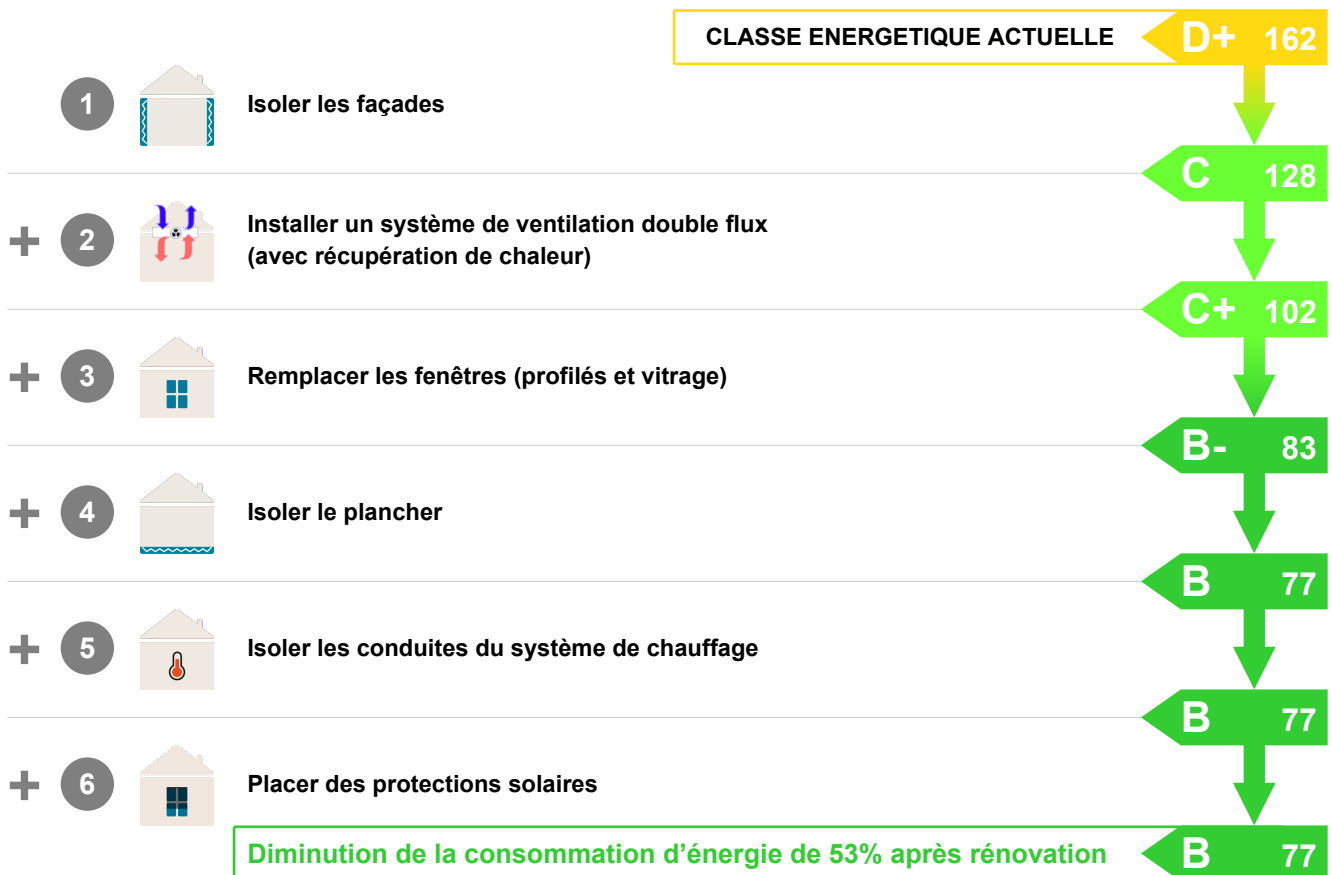 CLASSE ENERGETIQUE ACTUELLE D+ 162
1 Isoler les façades
C 128
+ 2 Installer un système de ventilation double flux
(avec récupération de chaleur)
C+ 102
+ 3 Remplacer les fenêtres (profilés et vitrage)
B- 83
+ 4 Isoler le plancher
B 77
+ 5 Isoler les conduites du système de chauffage
B 77
+ 6 Placer des protections solaires
Diminution de la consommation d’énergie de 53% après rénovation B 77